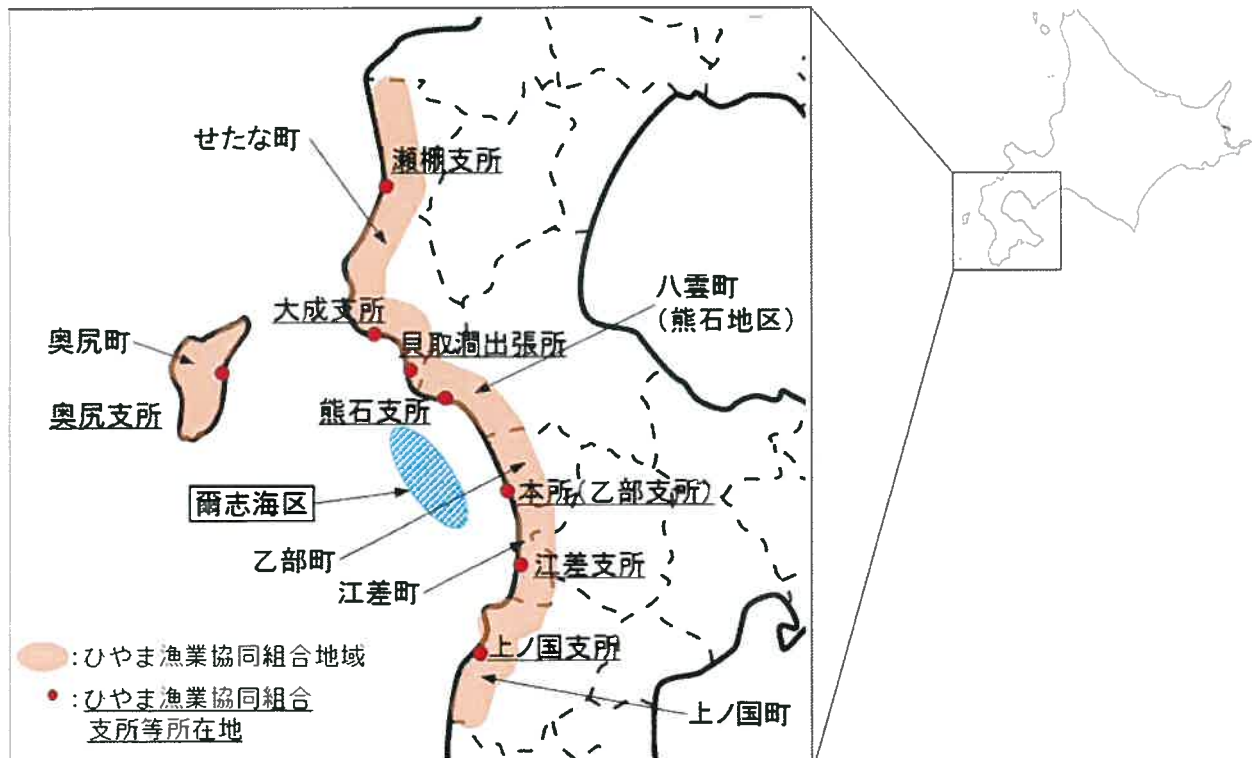 せたな町
瀬棚支所
大成支所
八雲町
(熊石地区)
奥尻町
貝取澗出張所
奥尻支所
熊石支所
爾志海区
本所(乙部支所)
乙部町
江差支所
江差町
:ひやま漁業協同組合地域
上ノ国支所
:ひやま漁業協同組合
支所等所在地
上ノ国町